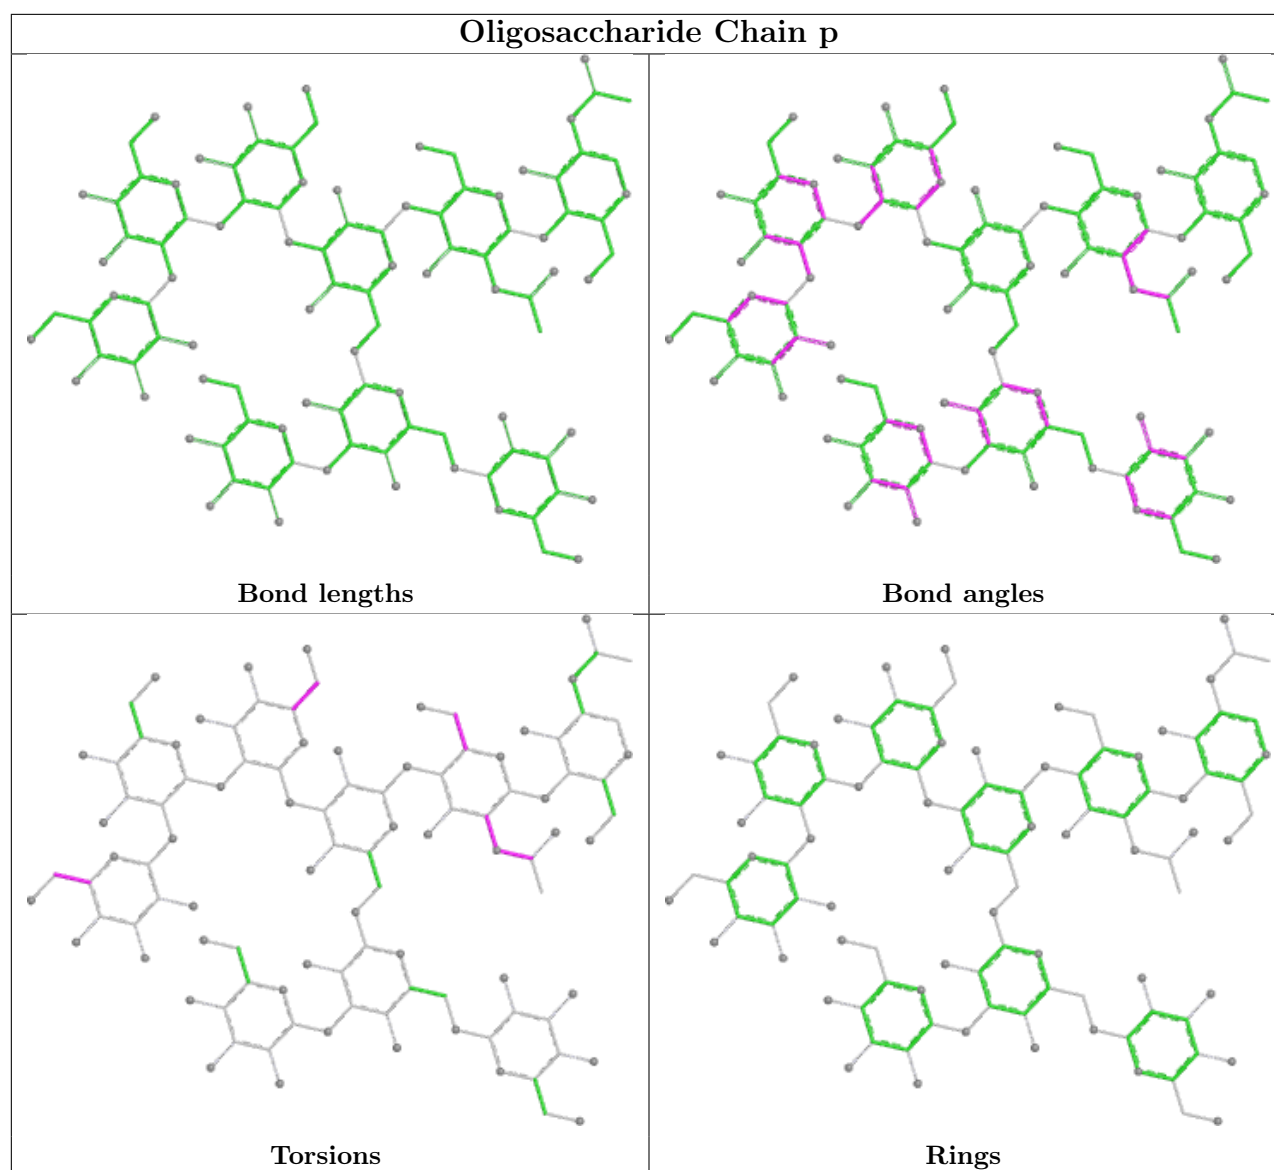 Oligosaccharide Chain p
Bond lengths
Bond angles
Torsions
Rings